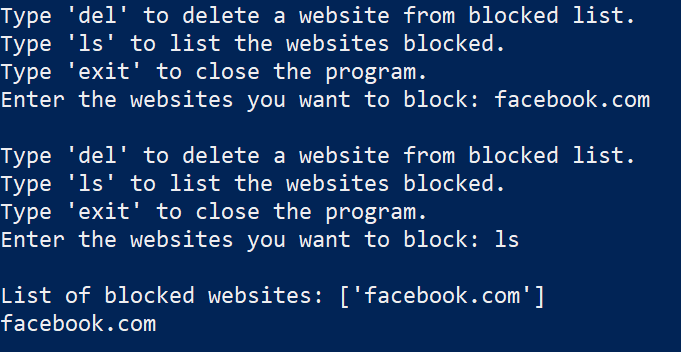 Type 'del' to delete a website from blocked list.
Type 'ls' to list the websites blocked.
Type 'exit' to close the program.
Enter the websites you want to block: facebook.com
Type 'del' to delete a website from blocked list.
Type 'ls' to list the websites blocked.
Type 'exit' to close the program.
Enter the websites you want to block: ls
List of blocked websites: ['facebook.com']
facebook.com